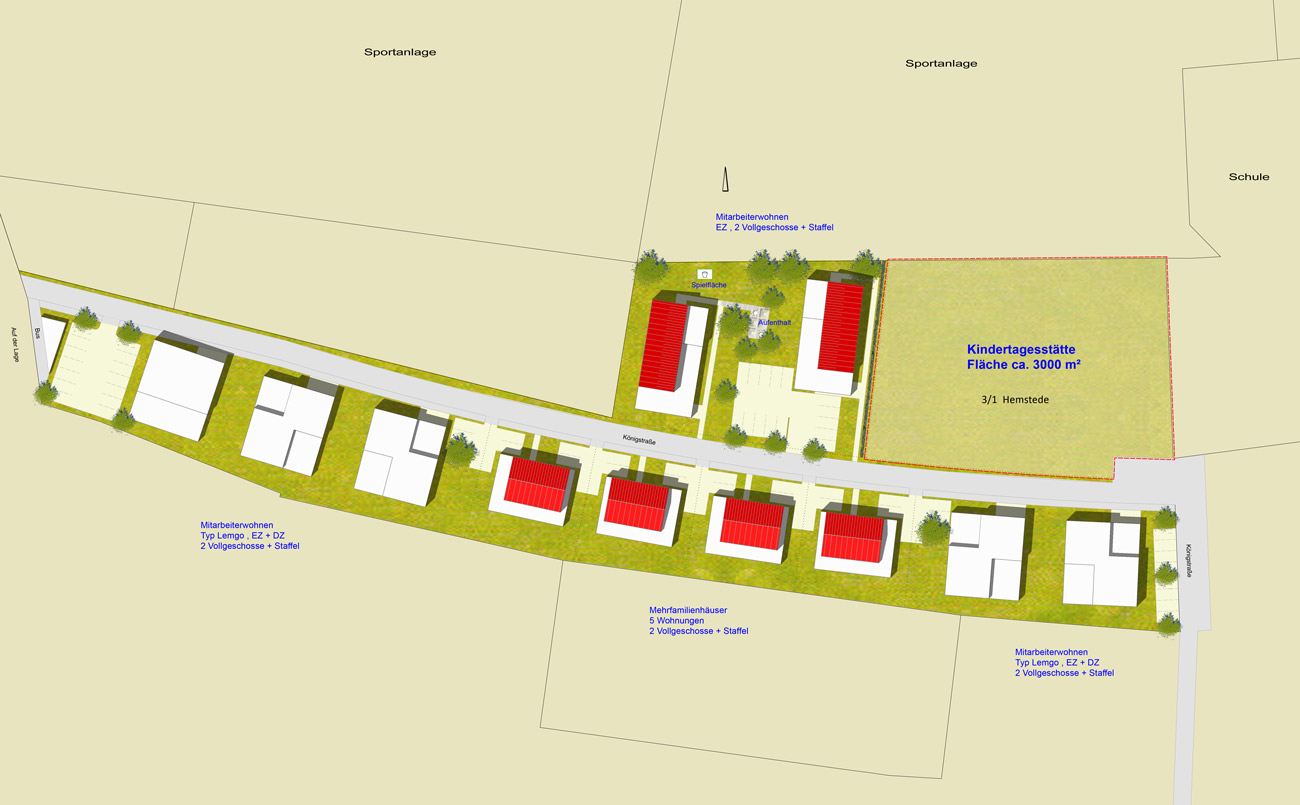 Sportanlage
Sportanlage
Schule
Mitarbeiterwohnen
EZ , 2 Vollgeschosse + Staffel
Spielfläche
Aufenthalt
Kindertagesstätte
Fläche ca. 3000 m²
3/1 Hemstede
Auf der Lage
Bus
Königstraße
Königstraße
Mitarbeiterwohnen
Typ Lemgo , EZ + DZ
2 Vollgeschosse + Staffel
Mehrfamilienhäuser
5 Wohnungen
2 Vollgeschosse + Staffel
Mitarbeiterwohnen
Typ Lemgo , EZ + DZ
2 Vollgeschosse + Staffel